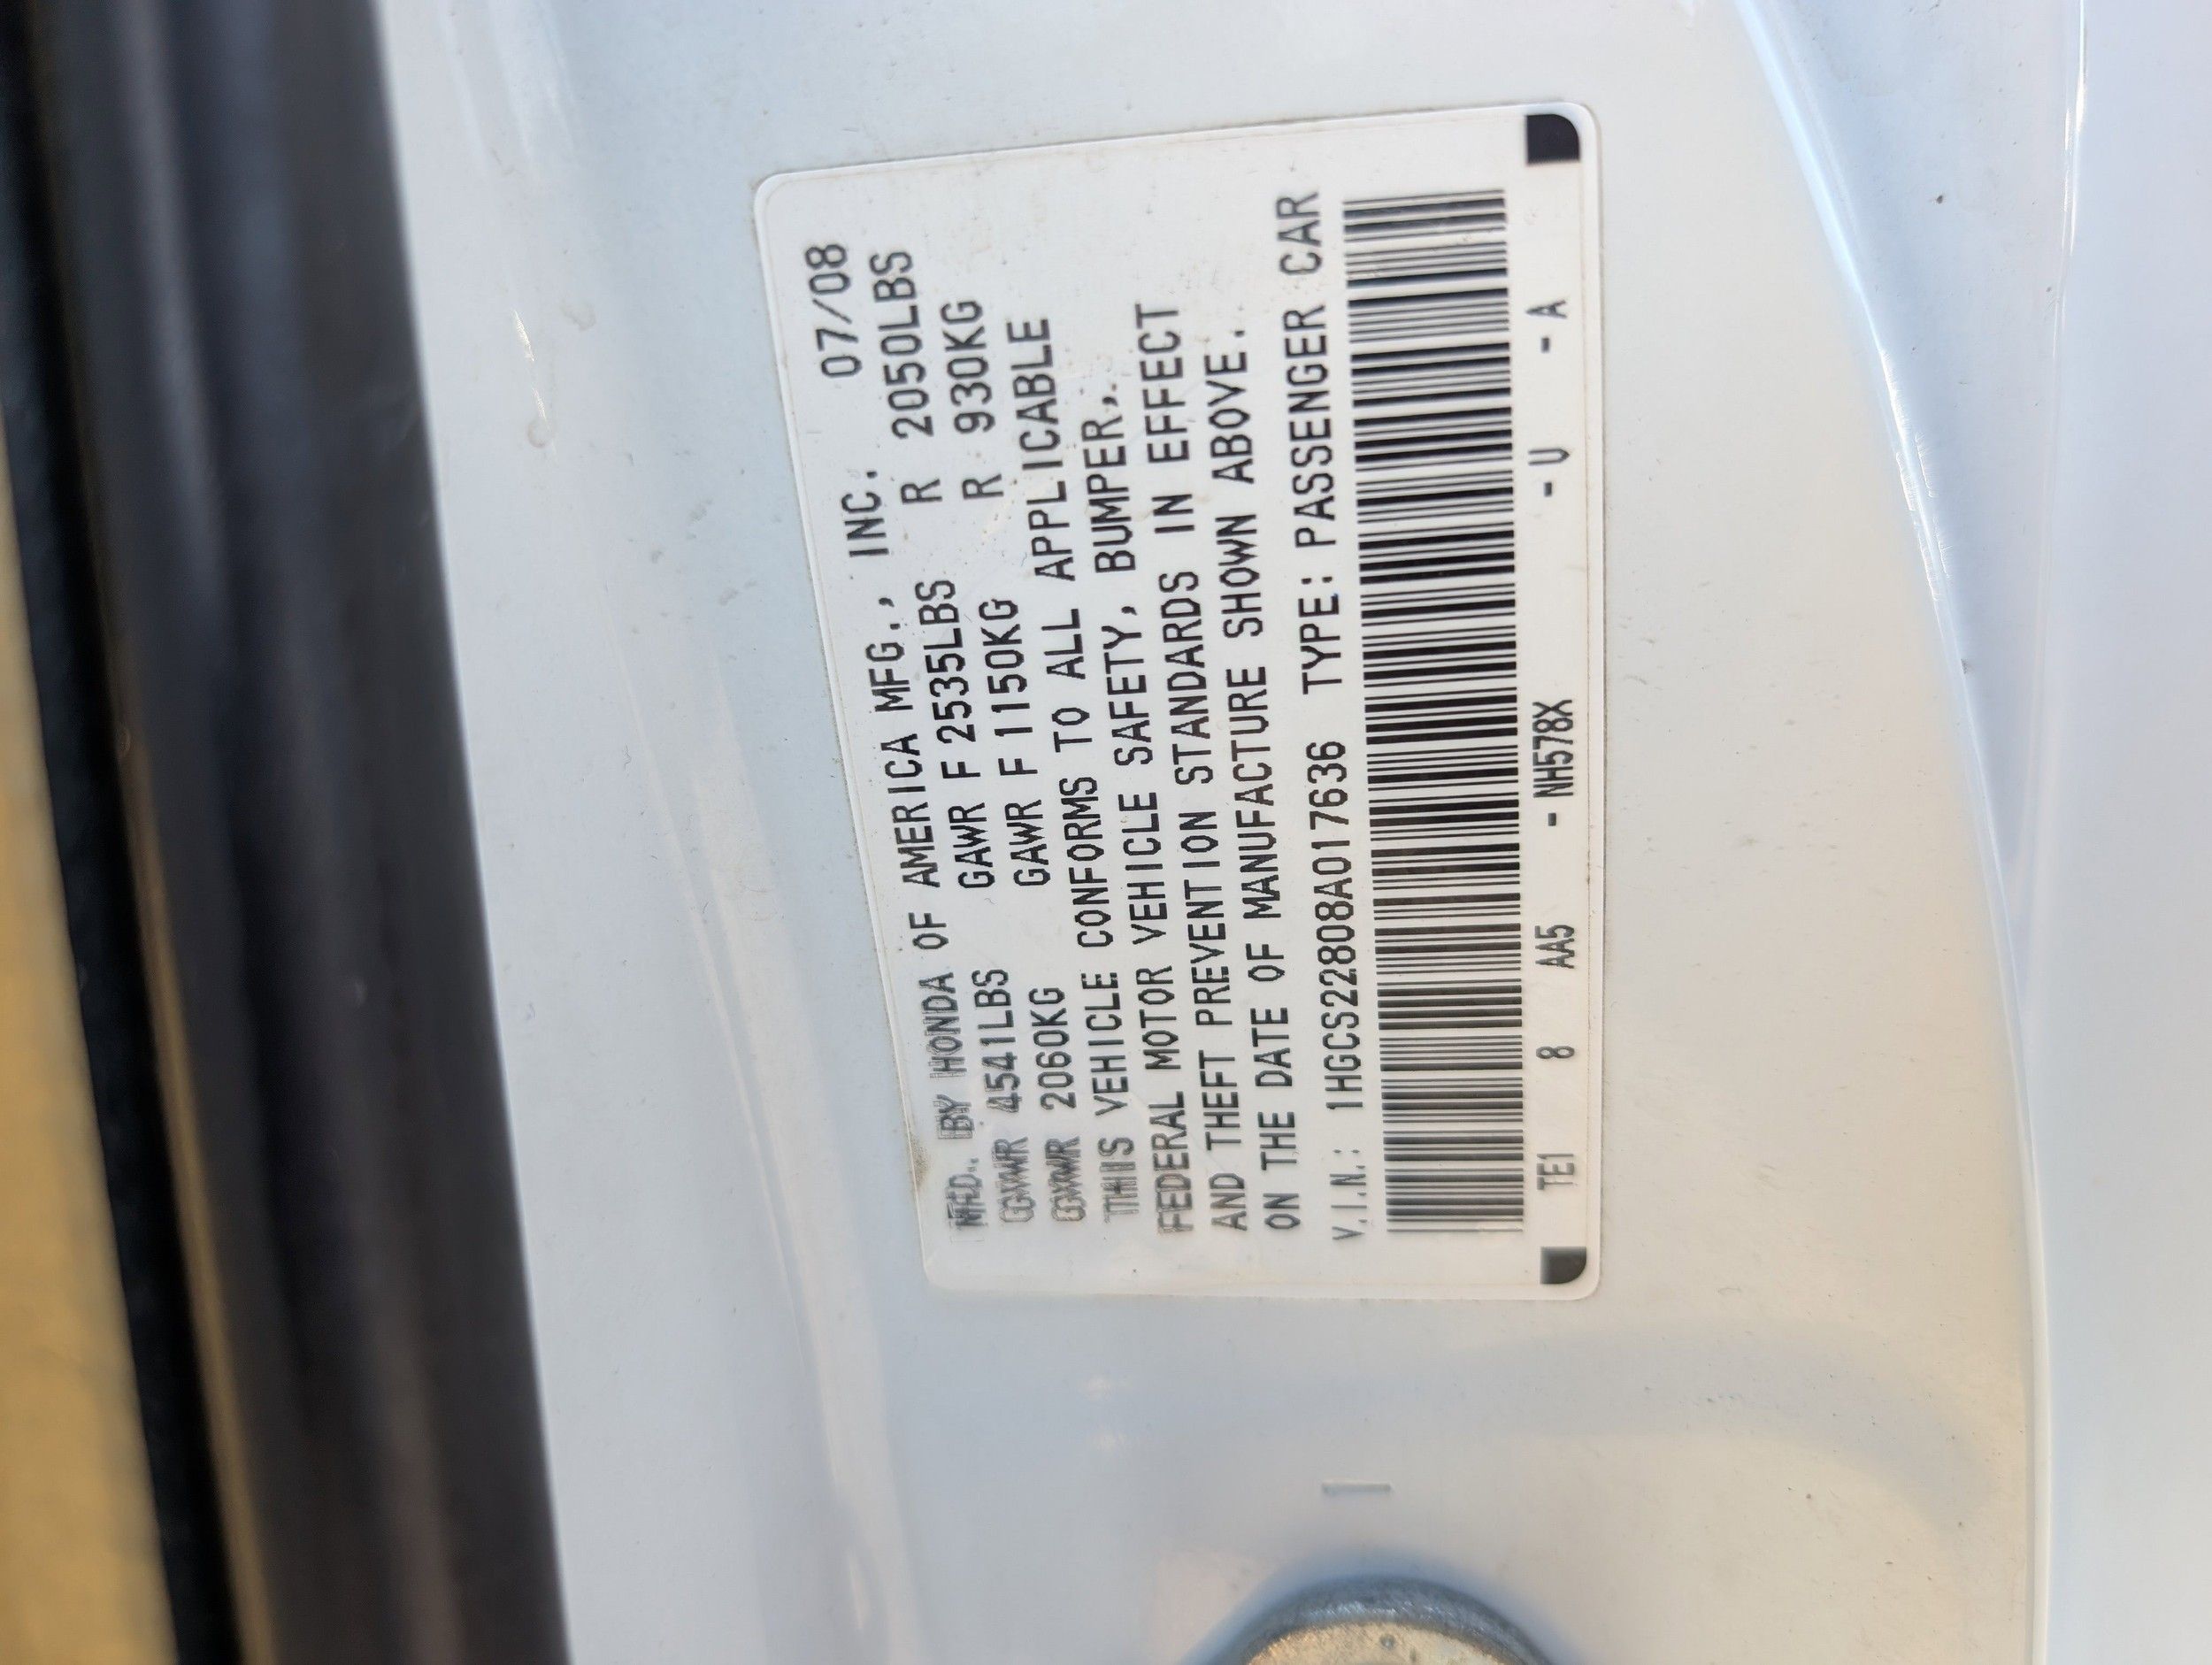 MFD. BY HONDA OF AMERICA MFG., INC. 07/08
GVWR 4541LBS GAWR F 2535LBS R 2050LBS
GVWR 2060KG GAWR F 1150KG R 930KG
THIS VEHICLE CONFORMS TO ALL APPLICABLE
FEDERAL MOTOR VEHICLE SAFETY, BUMPER,
AND THEFT PREVENTION STANDARDS IN EFFECT
ON THE DATE OF MANUFACTURE SHOWN ABOVE.
V.I.N.: 1HGCS22808A017636 TYPE: PASSENGER CAR
TE1 8 AA5 - NH578X - U - A